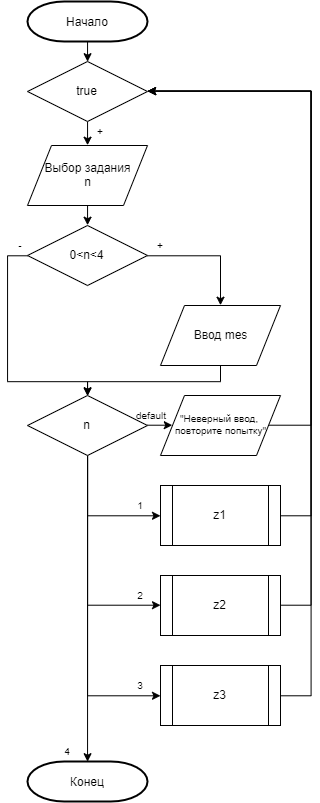 Начало
true
+
Выбор задания
n
-
0<n<4
+
Ввод mes
n
default
"Неверный ввод,
повторите попытку"
1
z1
2
z2
3
z3
4
Конец